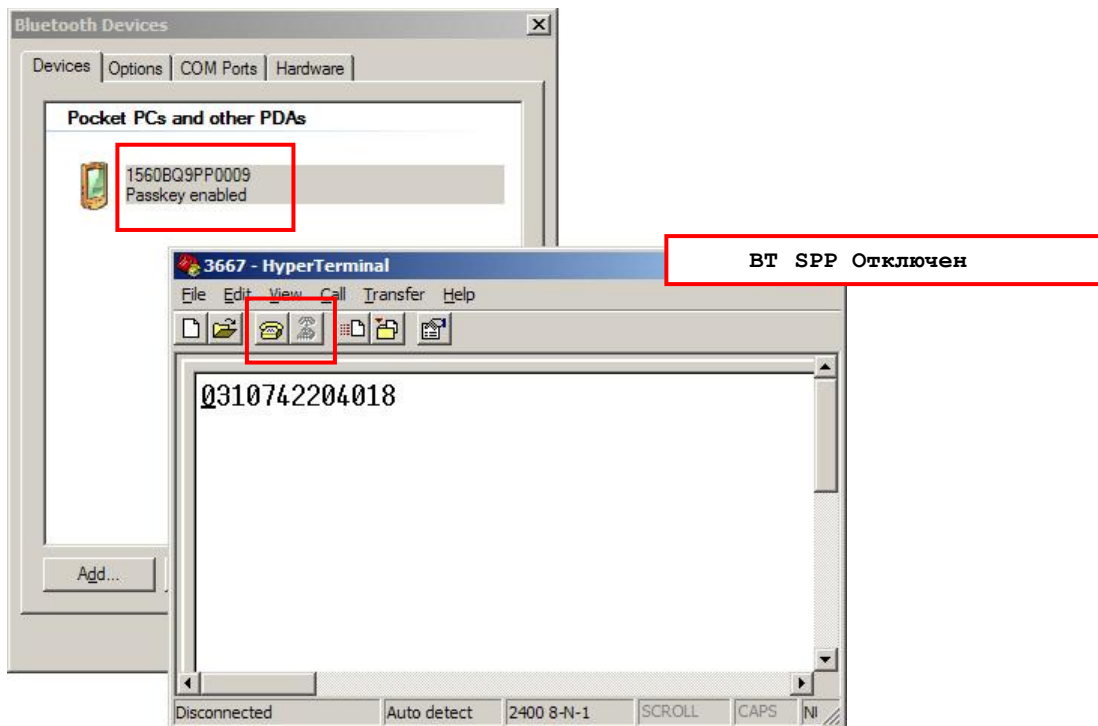 Bluetooth Devices
Devices Options COM Ports Hardware
Pocket PCs and other PDAs
1560BQ9PP0009
Passkey enabled
3667 - HyperTerminal
BT SPP Отключен
File Edit View Call Transfer Help
0310742204018
Add...
Disconnected Auto detect 2400 8-N-1 SCROLL CAPS